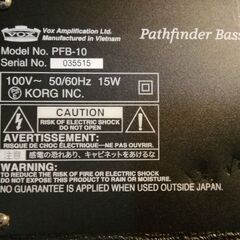 VOX
Vox Amplification Ltd.
Manufactured in Vietnam
Pathfinder Bass
Model No. PFB-10
Serial No. 035515
100V~ 50/60Hz 15W
KORG INC.
CAUTION
RISK OF ELECTRIC SHOCK
DO NOT OPEN
AVERTISSEMENT:
RISQUE DE CHOC ELECTRIQUE—NE PAS OUVRIR.
注意 感電の恐れあり、キャビネットをあけるな
WARNING:
TO REDUCE THE RISK OF FIRE OR ELECTRIC SHOCK
DO NOT EXPOSE THIS APPLIANCE TO RAIN OR MOISTURE.
NO GUARANTEE IS APPLIED WHEN USED OUTSIDE JAPAN.